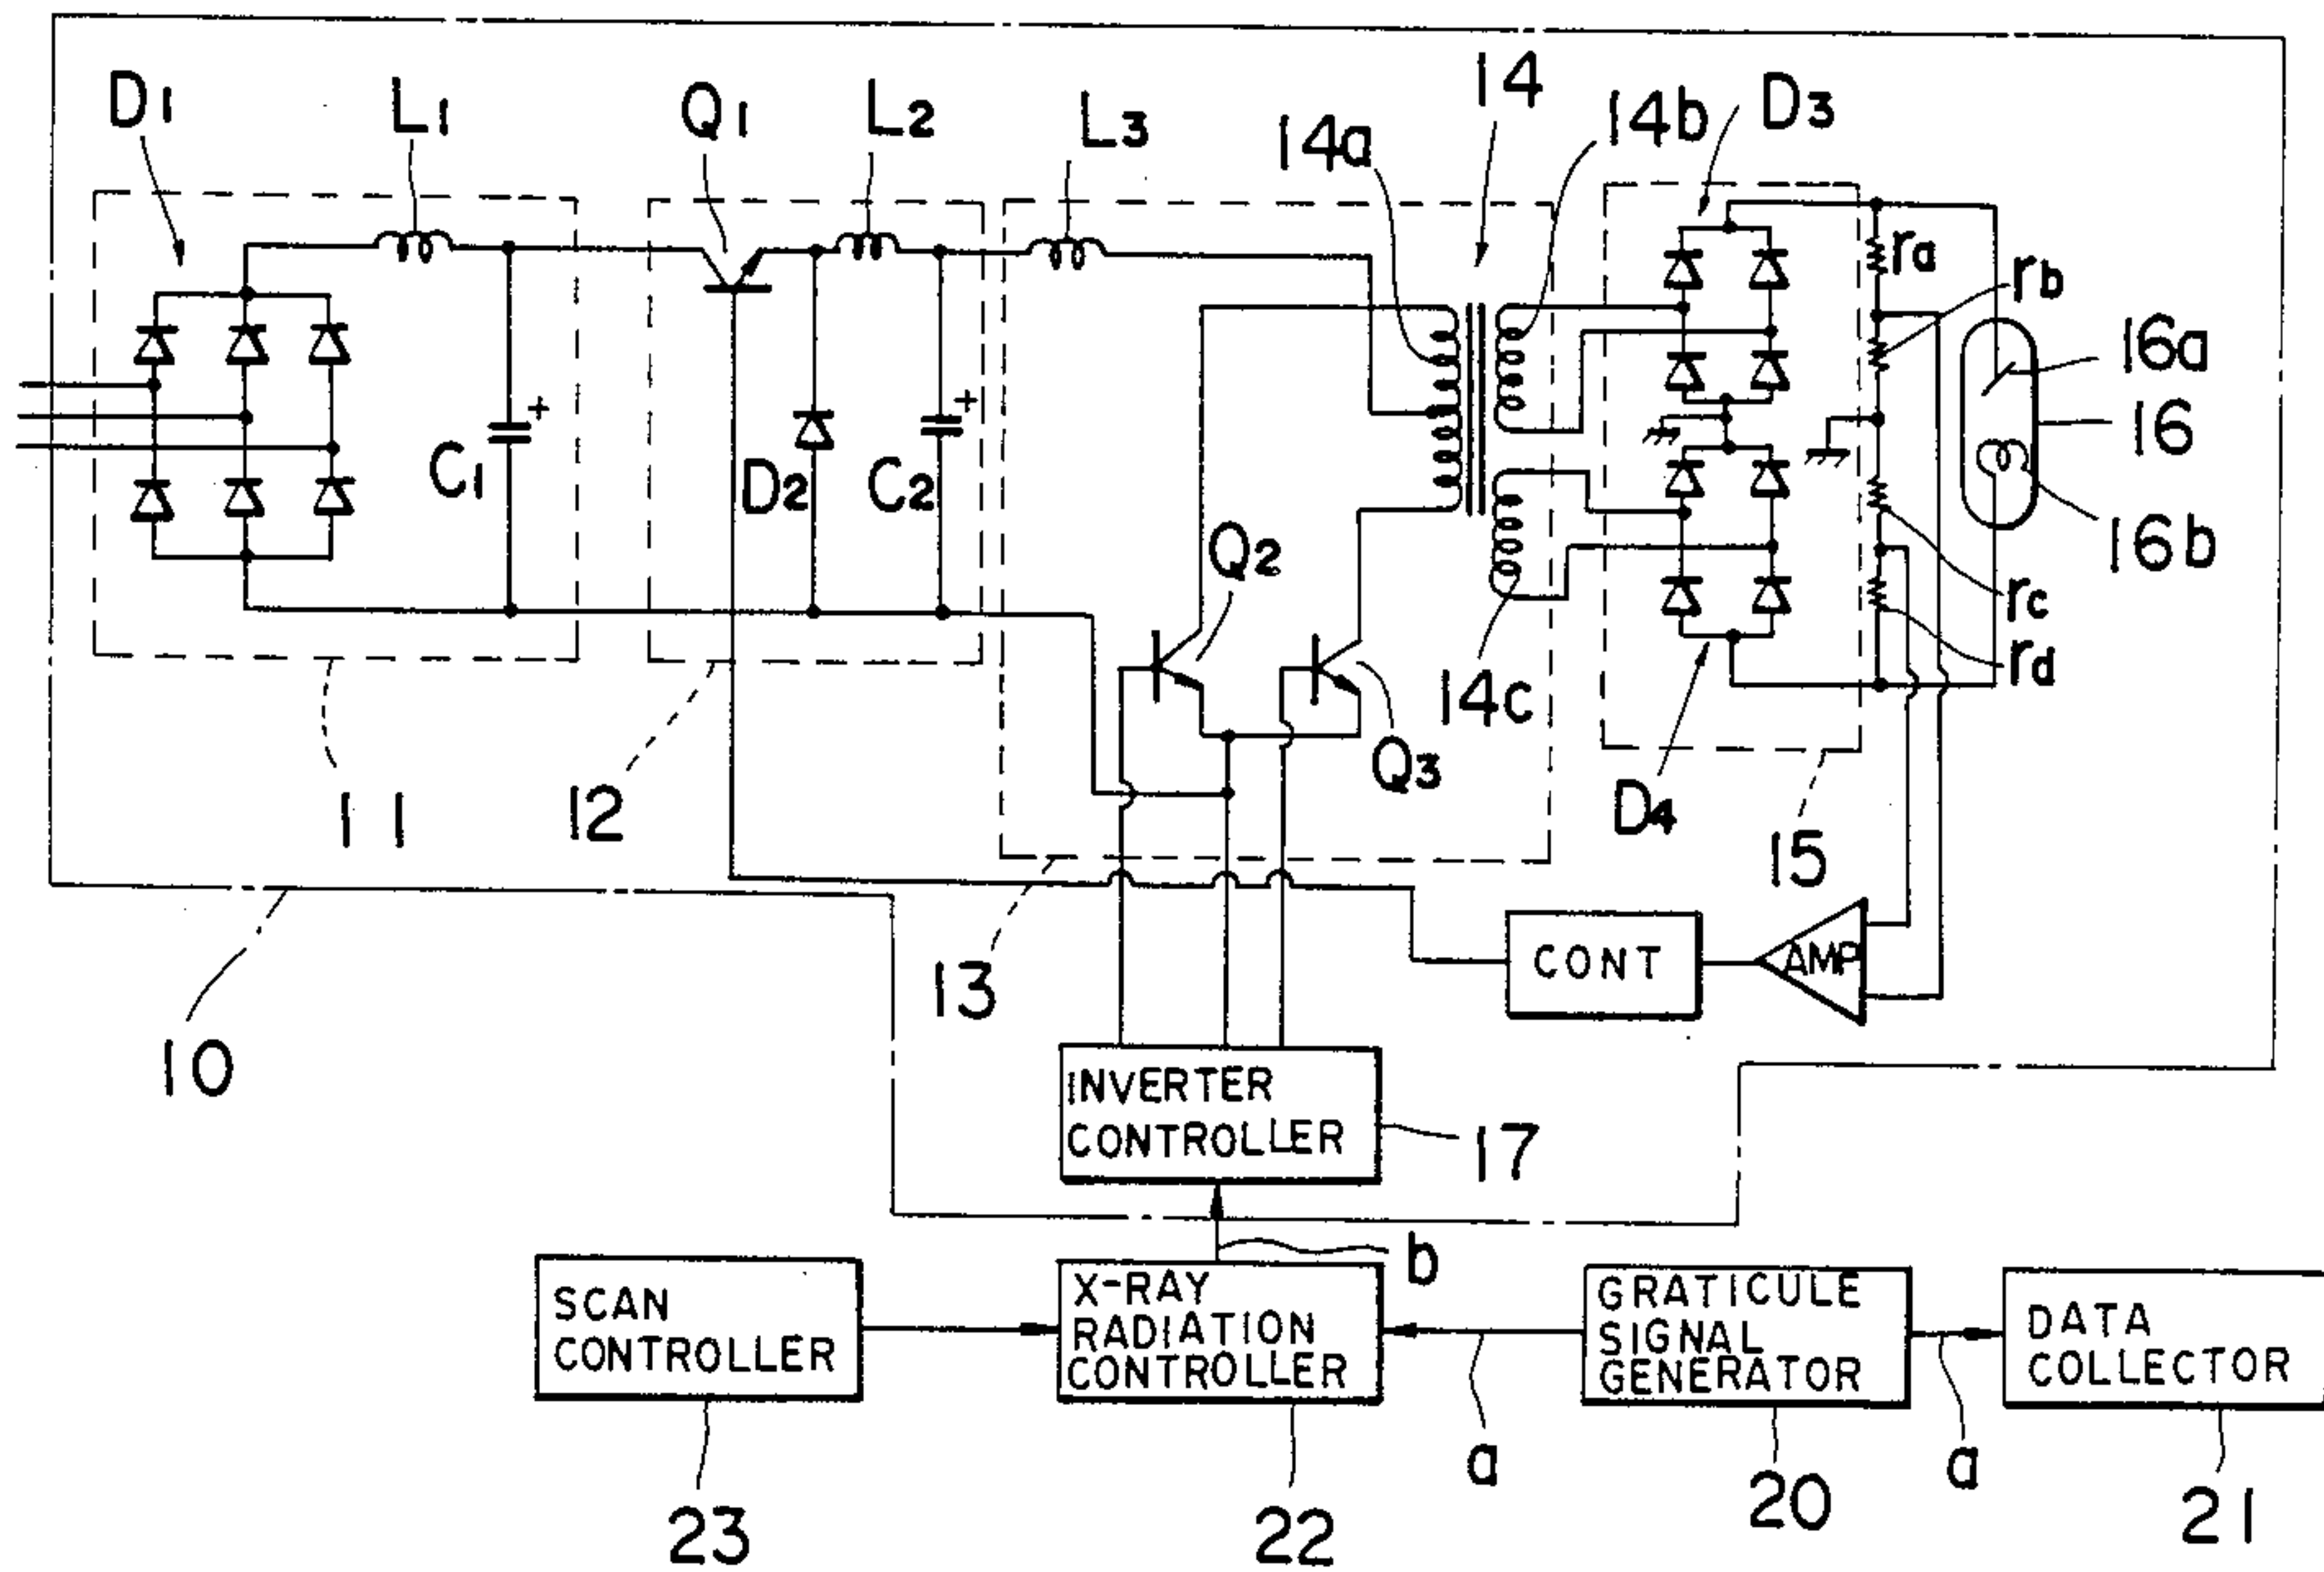 D1
L1
Q1
L2
L3
14a
14
14b
D3
ra
rb
16a
16
16b
rc
rd
+
C1
D2
+
C2
Q2
Q3
14c
D4
11
12
13
15
10
CONT
AMP
INVERTER
CONTROLLER
17
b
SCAN
CONTROLLER
23
X-RAY
RADIATION
CONTROLLER
22
a
GRATICULE
SIGNAL
GENERATOR
20
a
DATA
COLLECTOR
21